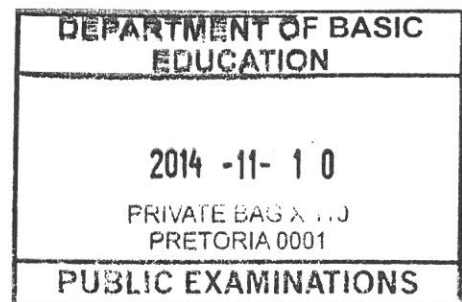 DEPARTMENT OF BASIC
EDUCATION
2014 -11- 1 0
PRIVATE BAG X
PRETORIA 0001
PUBLIC EXAMINATIONS